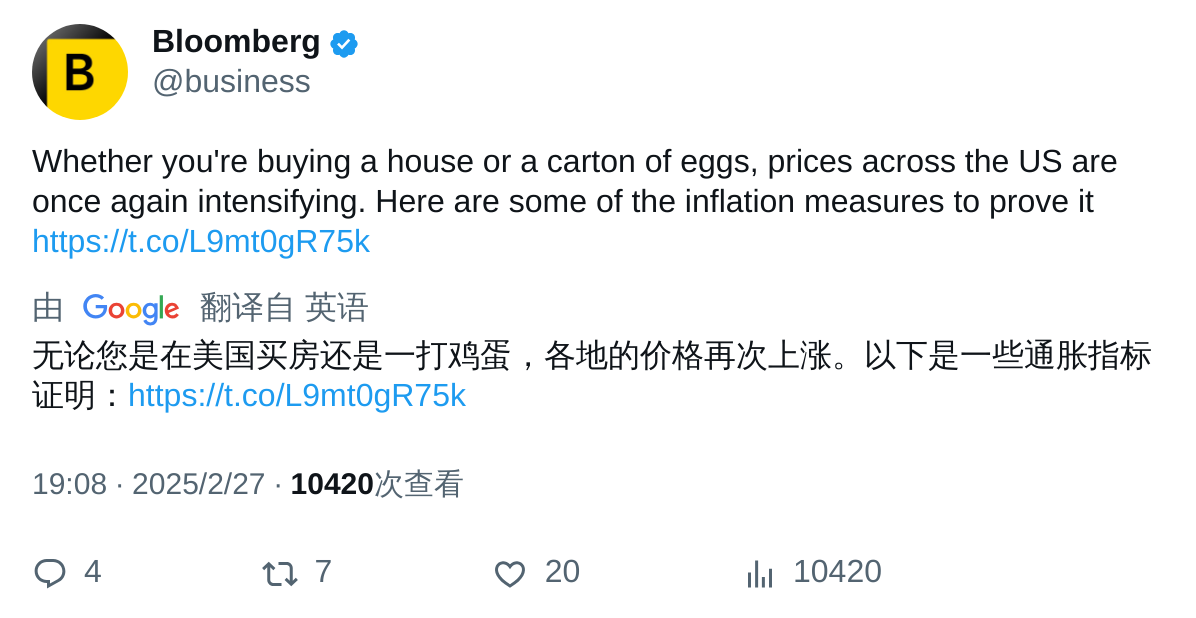 B
Bloomberg
@business
Whether you're buying a house or a carton of eggs, prices across the US are
once again intensifying. Here are some of the inflation measures to prove it
https://t.co/L9mt0gR75k
由 Google 翻译自 英语
无论您是在美国买房还是一打鸡蛋，各地的价格再次上涨。以下是一些通胀指标
证明：https://t.co/L9mt0gR75k
19:08 · 2025/2/27 · 10420次查看
4 7 20 10420